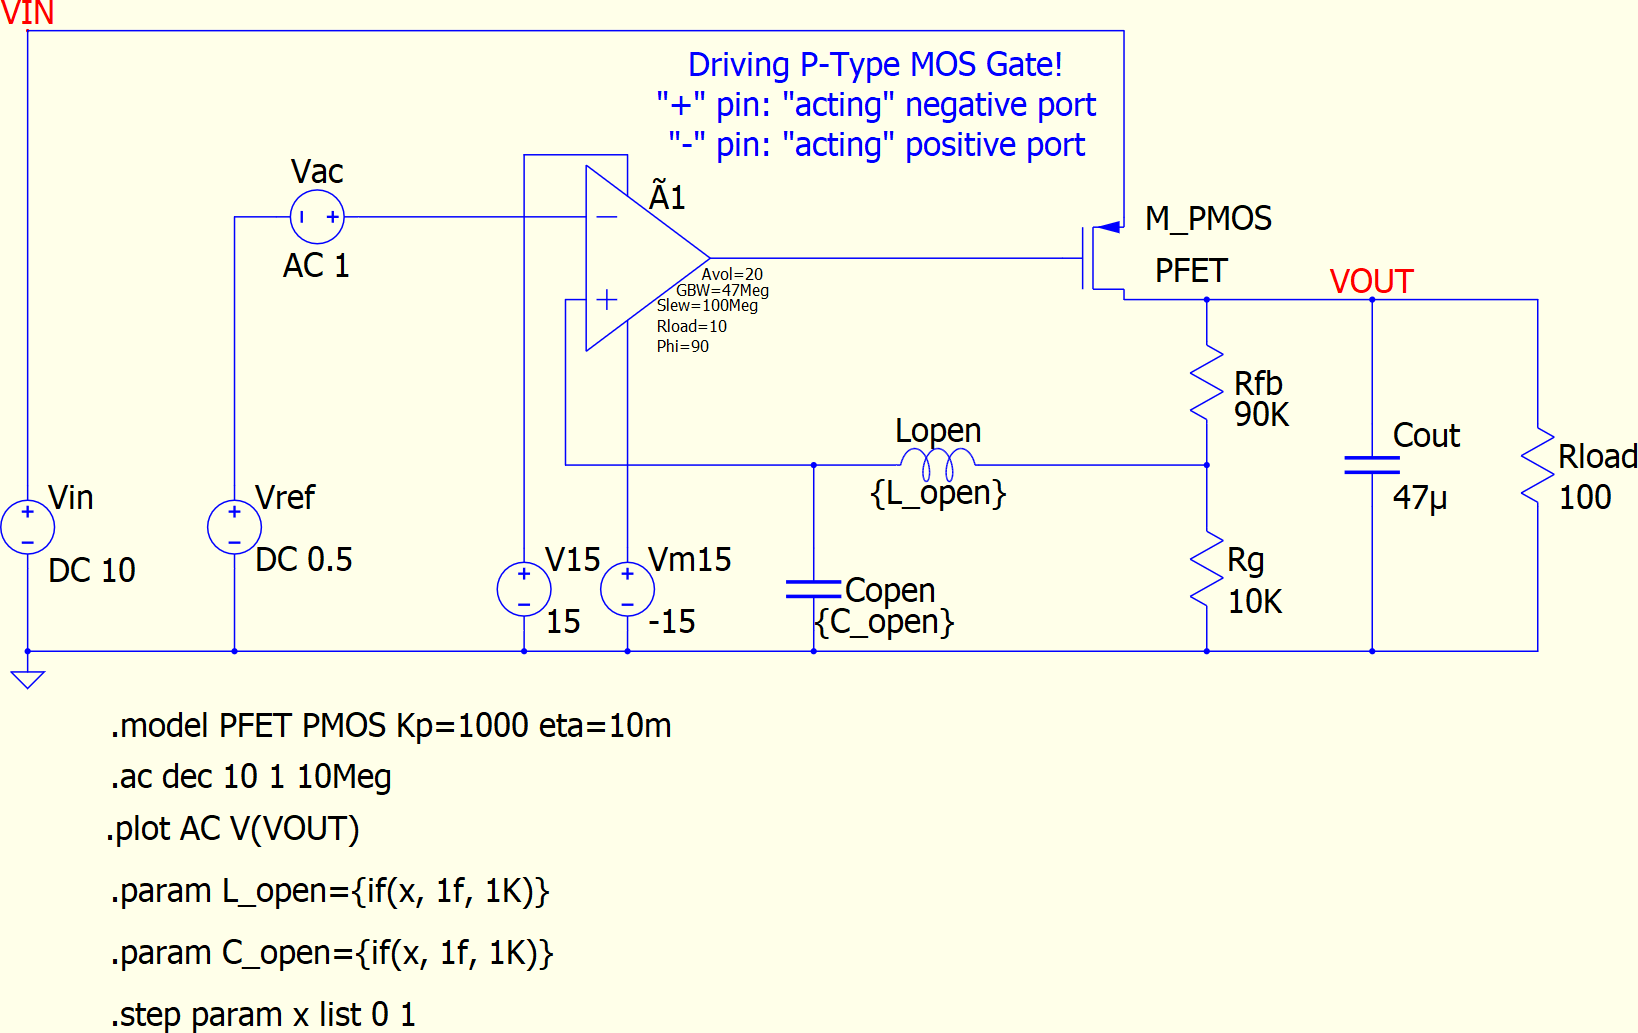 VIN
Driving P-Type MOS Gate!
"+" pin: "acting" negative port
"-" pin: "acting" positive port
Vac
AC 1
Ã1
Avol=20
GBW=47Meg
Slew=100Meg
Rload=10
Phi=90
M_PMOS
PFET
VOUT
Rfb
90K
Lopen
{L_open}
Cout
47µ
Rload
100
Vin
DC 10
Vref
DC 0.5
V15
15
Vm15
-15
Copen
{C_open}
Rg
10K
.model PFET PMOS Kp=1000 eta=10m
.ac dec 10 1 10Meg
.plot AC V(VOUT)
.param L_open={if(x, 1f, 1K)}
.param C_open={if(x, 1f, 1K)}
.step param x list 0 1